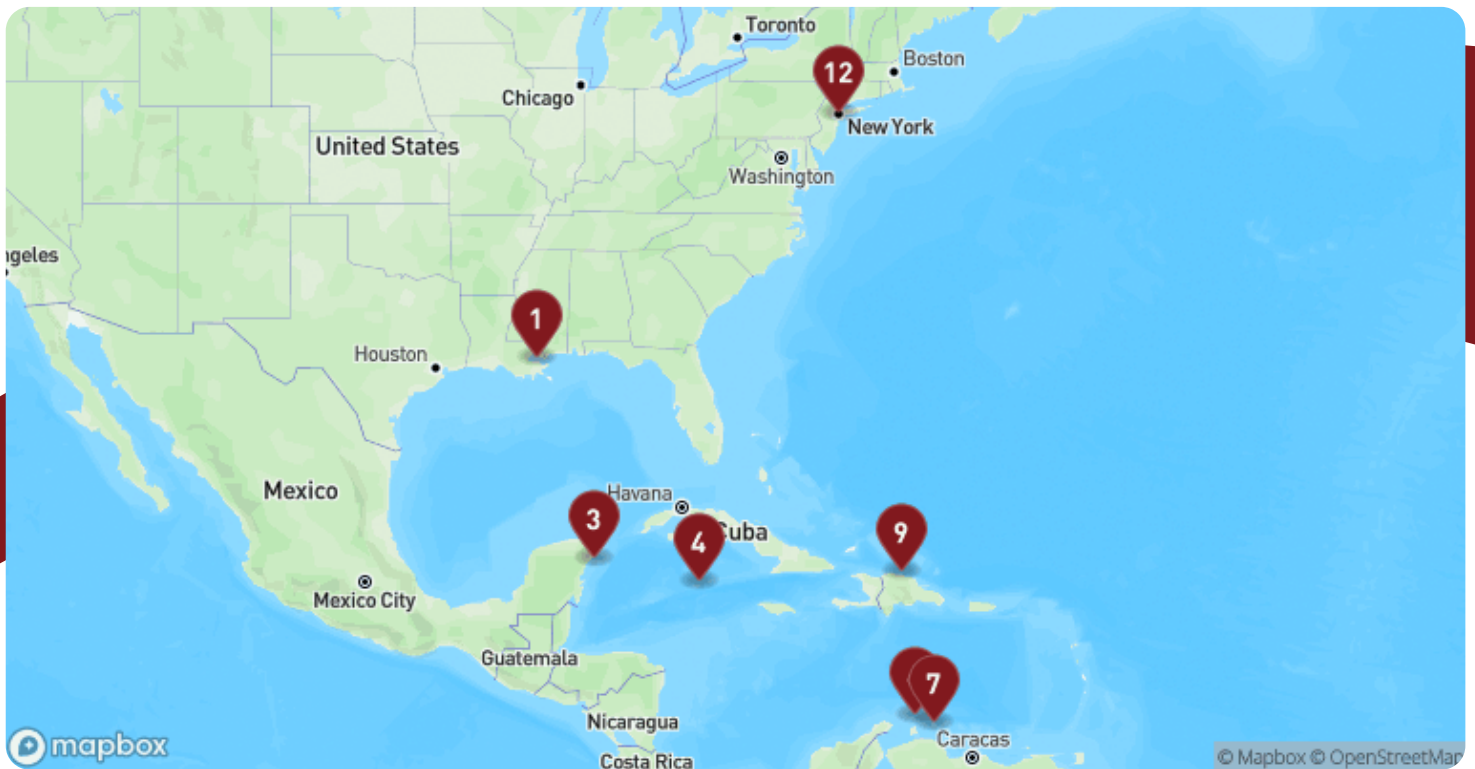 Toronto
12
Boston
Chicago
New York
United States
Washington
ngeles
1
Houston
Mexico
Havana
3
4
Cuba
9
Mexico City
Guatemala
7
Nicaragua
Caracas
Costa Rica
mapbox
© Mapbox © OpenStreetMap